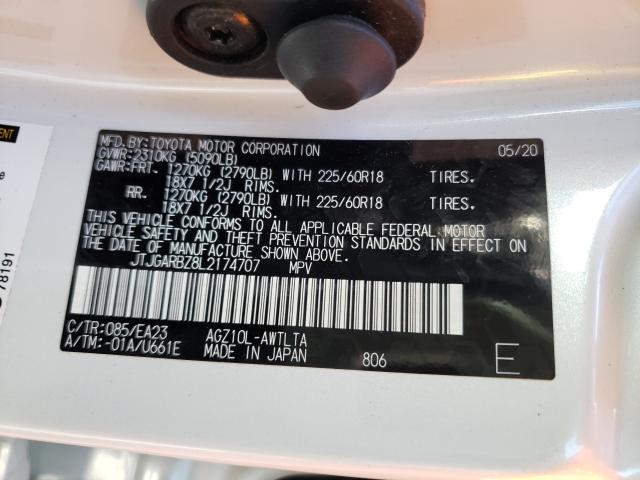 MFD.BY:TOYOTA MOTOR CORPORATION 05/20
GVWR:2310KG (5090LB)
GAWR:FRT. 1270KG (2790LB) WITH 225/60R18 TIRES.
18X7 1/2J RIMS.
RR. 1270KG (2790LB) WITH 225/60R18 TIRES.
18X7 1/2J RIMS.
THIS VEHICLE CONFORMS TO ALL APPLICABLE FEDERAL MOTOR
VEHICLE SAFETY AND THEFT PREVENTION STANDARDS IN EFFECT ON
THE DATE OF MANUFACTURE SHOWN ABOVE.
JTJGARBZ8L2174707 MPV
C/TR:085/EA23 AGZ10L-AWTLTA
A/TM:-01A/U661E MADE IN JAPAN 806 E
78191